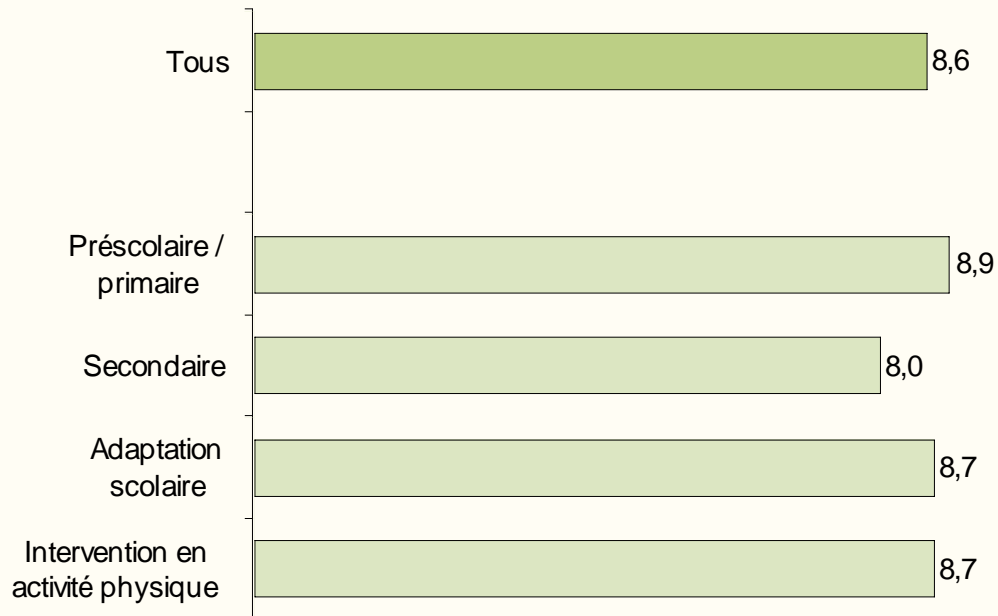 Tous
8,6
Préscolaire /
primaire
8,9
Secondaire
8,0
Adaptation
scolaire
8,7
Intervention en
activité physique
8,7